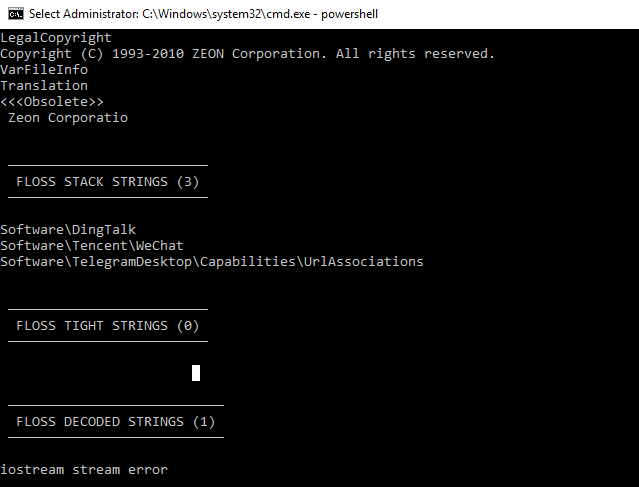 Select Administrator: C:\Windows\system32\cmd.exe - powershell
LegalCopyright
Copyright (C) 1993-2010 ZEON Corporation. All rights reserved.
VarFileInfo
Translation
<<<Obsolete>>
Zeon Corporatio
FLOSS STACK STRINGS (3)
Software\DingTalk
Software\Tencent\WeChat
Software\TelegramDesktop\Capabilities\UrlAssociations
FLOSS TIGHT STRINGS (0)
FLOSS DECODED STRINGS (1)
iostream stream error